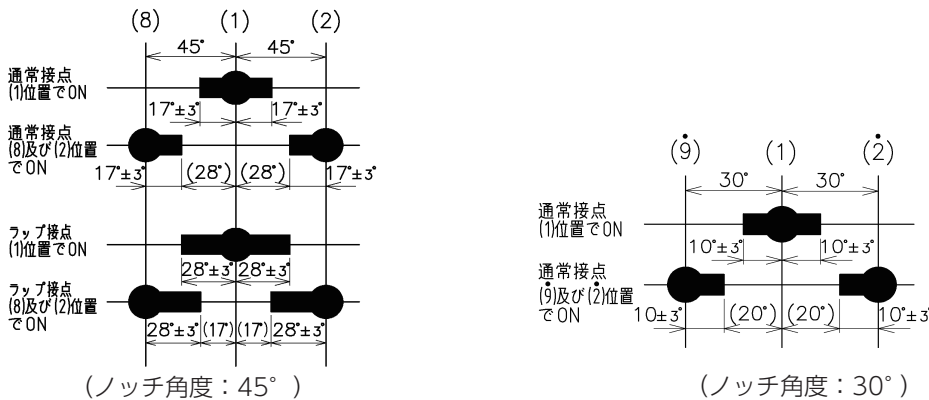 (8) (1) (2)
45° 45°
通常接点
(1)位置でON
17°±3° 17°±3°
通常接点
(8)及び(2)位置
でON
17°±3° (28°) (28°) 17°±3°
ラップ接点
(1)位置でON
28°±3° 28°±3°
ラップ接点
(8)及び(2)位置
でON
28°±3° (17°) (17°) 28°±3°
(ノッチ角度：45°)
(9̇) (1) (2̇)
30° 30°
通常接点
(1)位置でON
10°±3° 10°±3°
通常接点
(9̇)及び(2̇)位置
でON
10±3° (20°) (20°) 10°±3°
(ノッチ角度：30°)